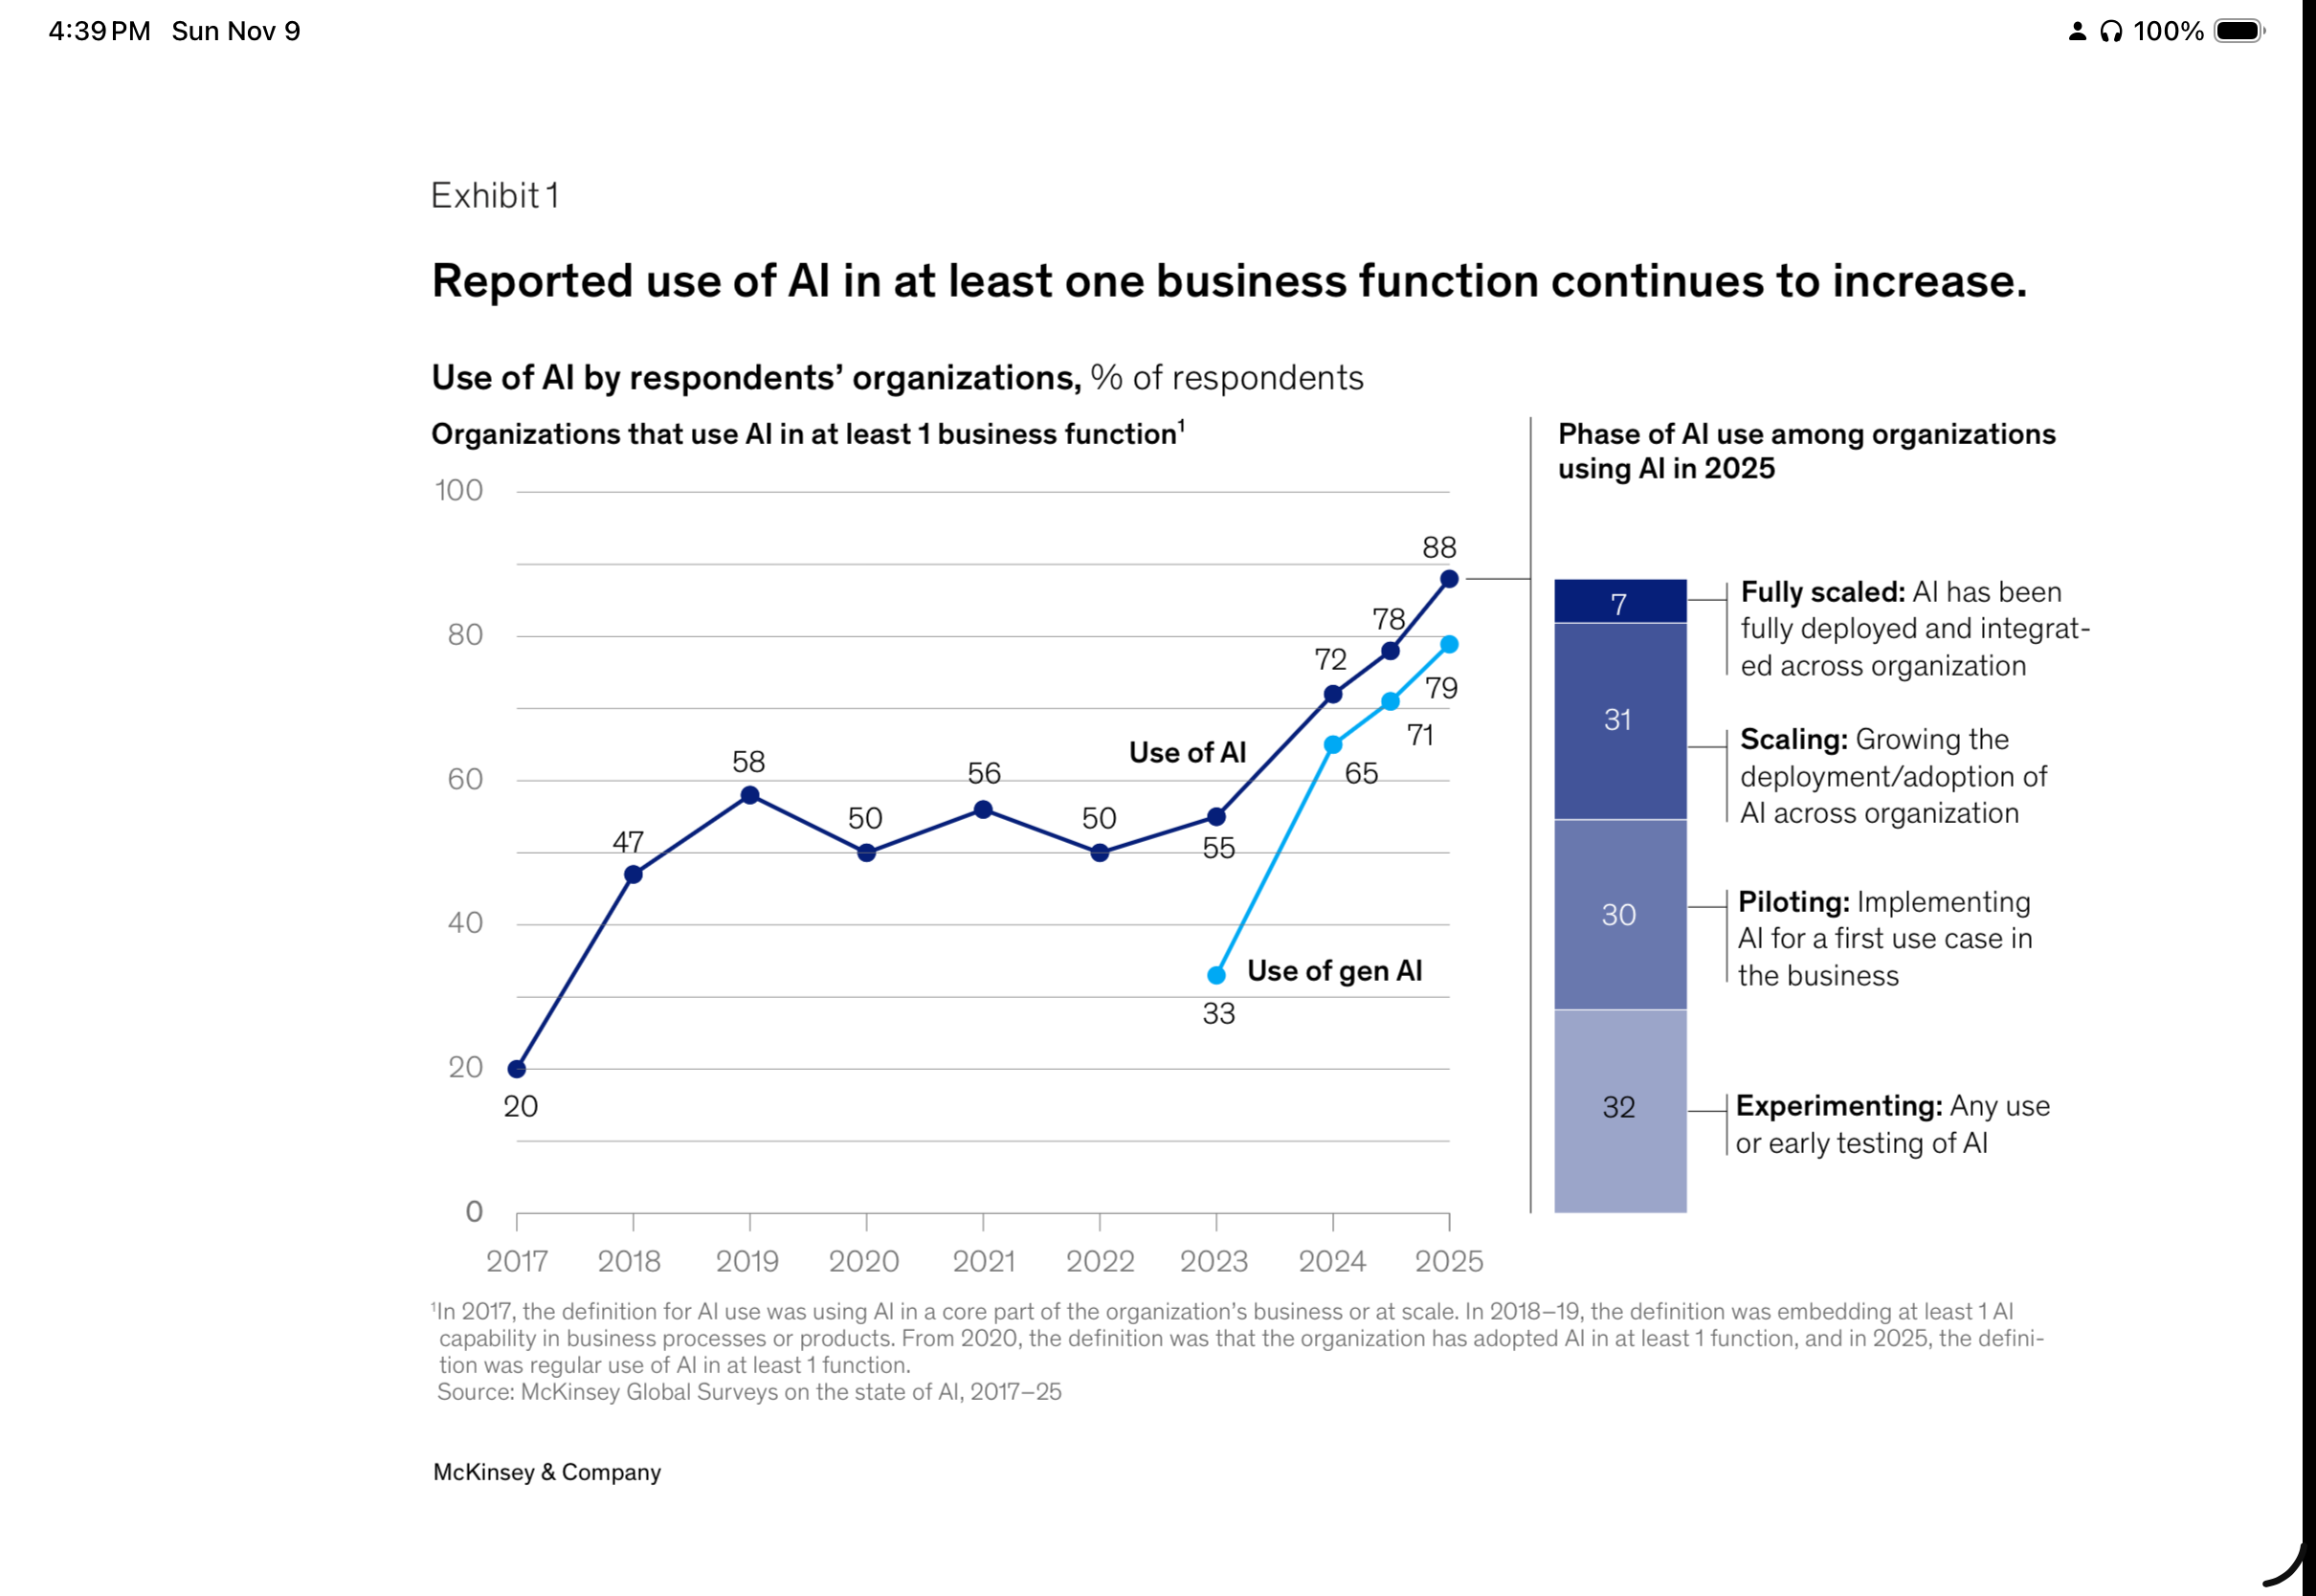 4:39 PM Sun Nov 9
100%
Exhibit 1
Reported use of AI in at least one business function continues to increase.
Use of AI by respondents’ organizations, % of respondents
Organizations that use AI in at least 1 business function¹
100
80
60
40
20
0
20
47
58
50
56
50
55
72
78
88
Use of AI
33
65
71
79
Use of gen AI
2017 2018 2019 2020 2021 2022 2023 2024 2025
Phase of AI use among organizations
using AI in 2025
7
Fully scaled: AI has been
fully deployed and integrat-
ed across organization
31
Scaling: Growing the
deployment/adoption of
AI across organization
30
Piloting: Implementing
AI for a first use case in
the business
32
Experimenting: Any use
or early testing of AI
¹In 2017, the definition for AI use was using AI in a core part of the organization’s business or at scale. In 2018–19, the definition was embedding at least 1 AI
capability in business processes or products. From 2020, the definition was that the organization has adopted AI in at least 1 function, and in 2025, the defini-
tion was regular use of AI in at least 1 function.
Source: McKinsey Global Surveys on the state of AI, 2017–25
McKinsey & Company